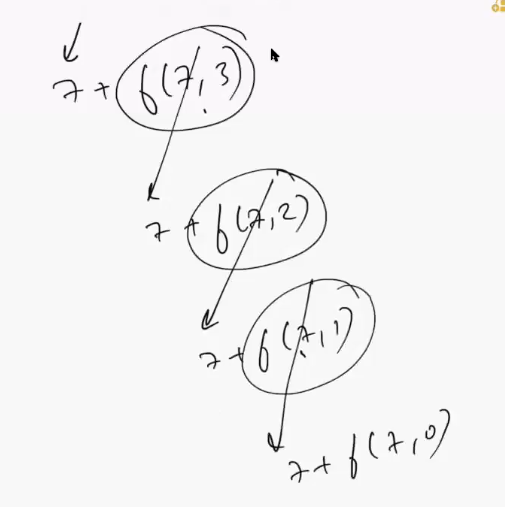 7 + f(7, 3)
7 + f(7, 2)
7 + f(7, 1)
7 + f(7, 0)